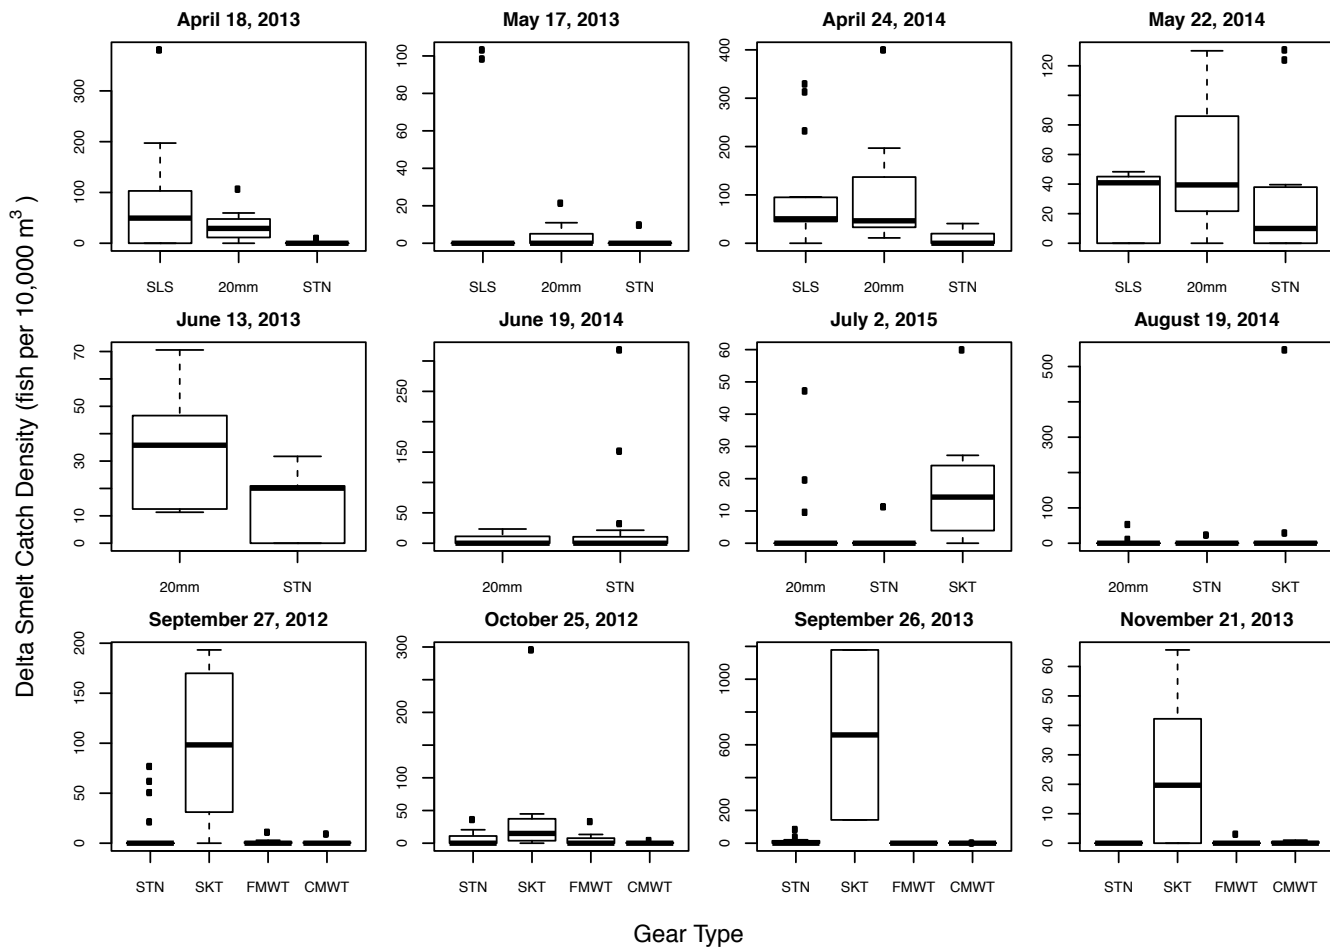 April 18, 2013
May 17, 2013
April 24, 2014
May 22, 2014
0 100 200 300
0 20 40 60 80 100
0 100 200 300 400
0 20 40 60 80 120
SLS 20mm STN
SLS 20mm STN
SLS 20mm STN
SLS 20mm STN
June 13, 2013
June 19, 2014
July 2, 2015
August 19, 2014
0 10 30 50 70
0 50 150 250
0 10 20 30 40 50 60
0 100 300 500
20mm STN
20mm STN
20mm STN SKT
20mm STN SKT
September 27, 2012
October 25, 2012
September 26, 2013
November 21, 2013
0 50 100 150 200
0 50 100 200 300
0 200 600 1000
0 10 20 30 40 50 60
STN SKT FMWT CMWT
STN SKT FMWT CMWT
STN SKT FMWT CMWT
STN SKT FMWT CMWT
Delta Smelt Catch Density (fish per 10,000 m³ )
Gear Type